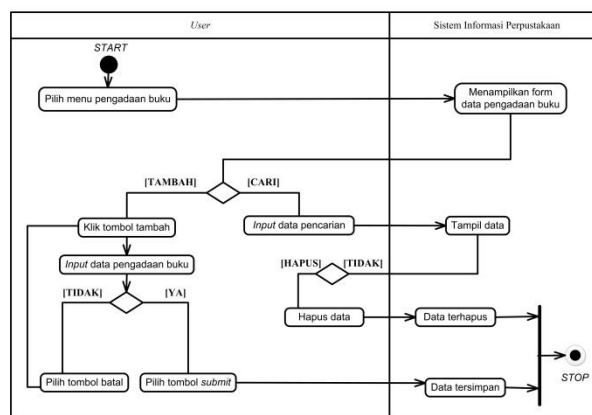 User
Sistem Informasi Perpustakaan
START
Pilih menu pengadaan buku
Menampilkan form
data pengadaan buku
[TAMBAH]
[CARI]
Klik tombol tambah
Input data pencarian
Tampil data
Input data pengadaan buku
[HAPUS]
[TIDAK]
[TIDAK]
[YA]
Hapus data
Data terhapus
Pilih tombol batal
Pilih tombol submit
Data tersimpan
STOP